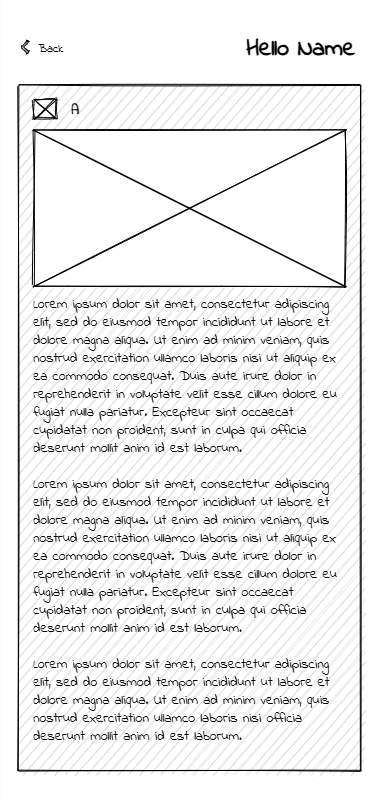 Back
Hello Name
A
Lorem ipsum dolor sit amet, consectetur adipiscing
elit, sed do eiusmod tempor incididunt ut labore et
dolore magna aliqua. Ut enim ad minim veniam, quis
nostrud exercitation ullamco laboris nisi ut aliquip ex
ea commodo consequat. Duis aute irure dolor in
reprehenderit in voluptate velit esse cillum dolore eu
fugiat nulla pariatur. Excepteur sint occaecat
cupidatat non proident, sunt in culpa qui officia
deserunt mollit anim id est laborum.
Lorem ipsum dolor sit amet, consectetur adipiscing
elit, sed do eiusmod tempor incididunt ut labore et
dolore magna aliqua. Ut enim ad minim veniam, quis
nostrud exercitation ullamco laboris nisi ut aliquip ex
ea commodo consequat. Duis aute irure dolor in
reprehenderit in voluptate velit esse cillum dolore eu
fugiat nulla pariatur. Excepteur sint occaecat
cupidatat non proident, sunt in culpa qui officia
deserunt mollit anim id est laborum.
Lorem ipsum dolor sit amet, consectetur adipiscing
elit, sed do eiusmod tempor incididunt ut labore et
dolore magna aliqua. Ut enim ad minim veniam, quis
nostrud exercitation ullamco laboris nisi officia
deserunt mollit anim id est laborum.